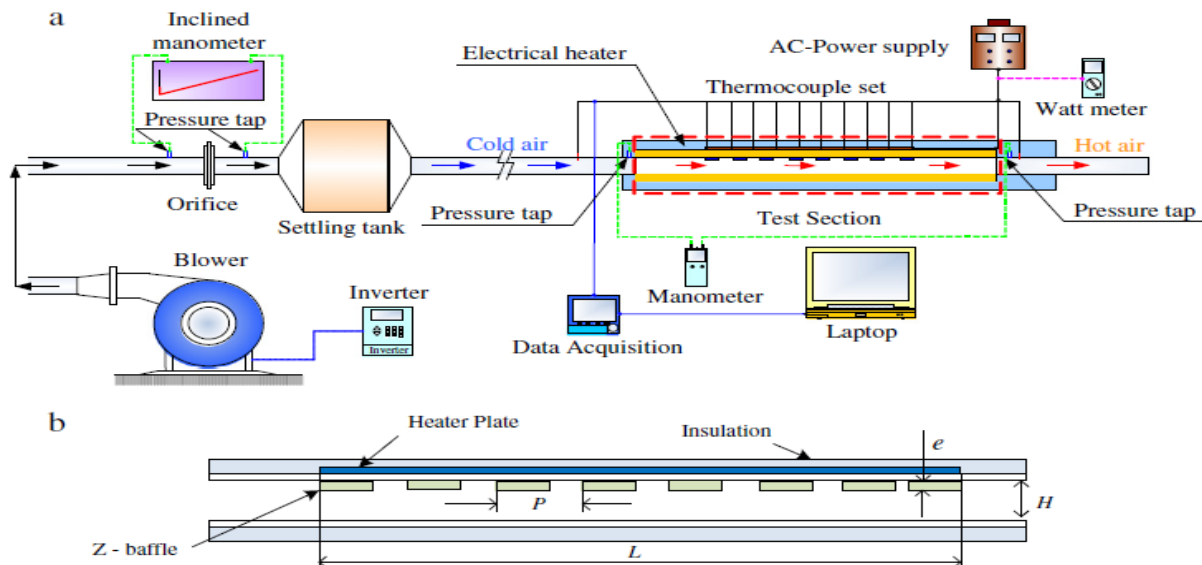 a
Inclined
manometer
Electrical heater
AC-Power supply
Thermocouple set
Watt meter
Pressure tap
Cold air
Hot air
Orifice
Settling tank
Pressure tap
Test Section
Pressure tap
Blower
Inverter
Inverter
Manometer
Laptop
Data Acquisition
b
Heater Plate
Insulation
e
P
H
Z - baffle
L